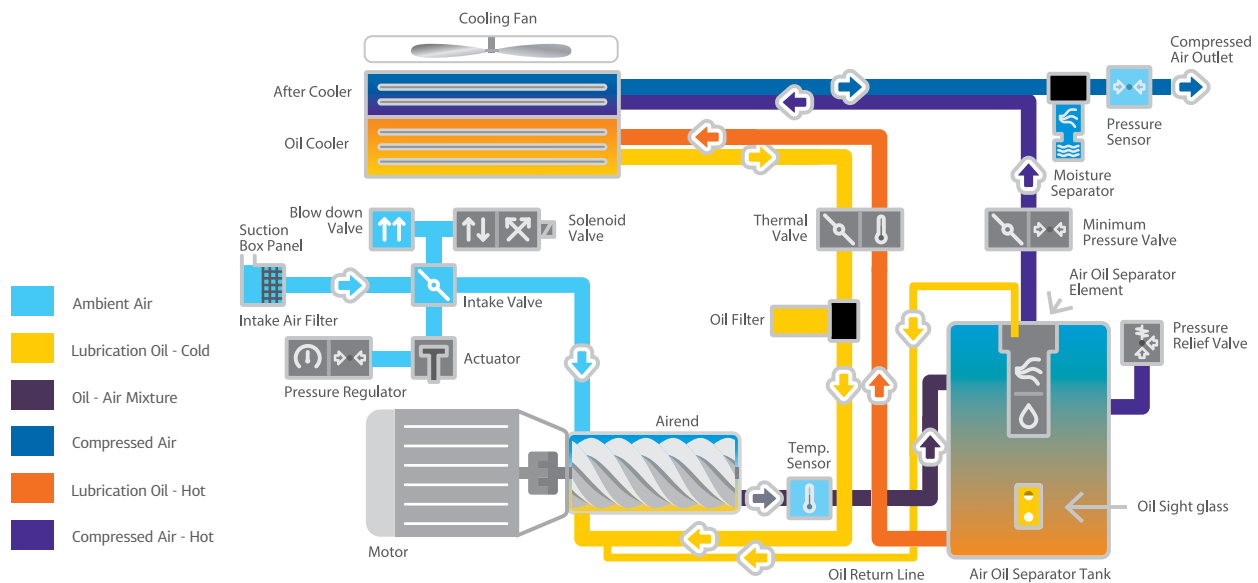 Cooling Fan
Compressed
Air Outlet
After Cooler
Oil Cooler
Pressure
Sensor
Moisture
Separator
Blow down
Valve
Solenoid
Valve
Thermal
Valve
Minimum
Pressure Valve
Suction
Box Panel
Intake Valve
Intake Air Filter
Air Oil Separator
Element
Ambient Air
Oil Filter
Pressure
Relief Valve
Lubrication Oil - Cold
Actuator
Pressure Regulator
Oil - Air Mixture
Airend
Temp.
Sensor
Compressed Air
Lubrication Oil - Hot
Oil Sight glass
Compressed Air - Hot
Motor
Oil Return Line
Air Oil Separator Tank